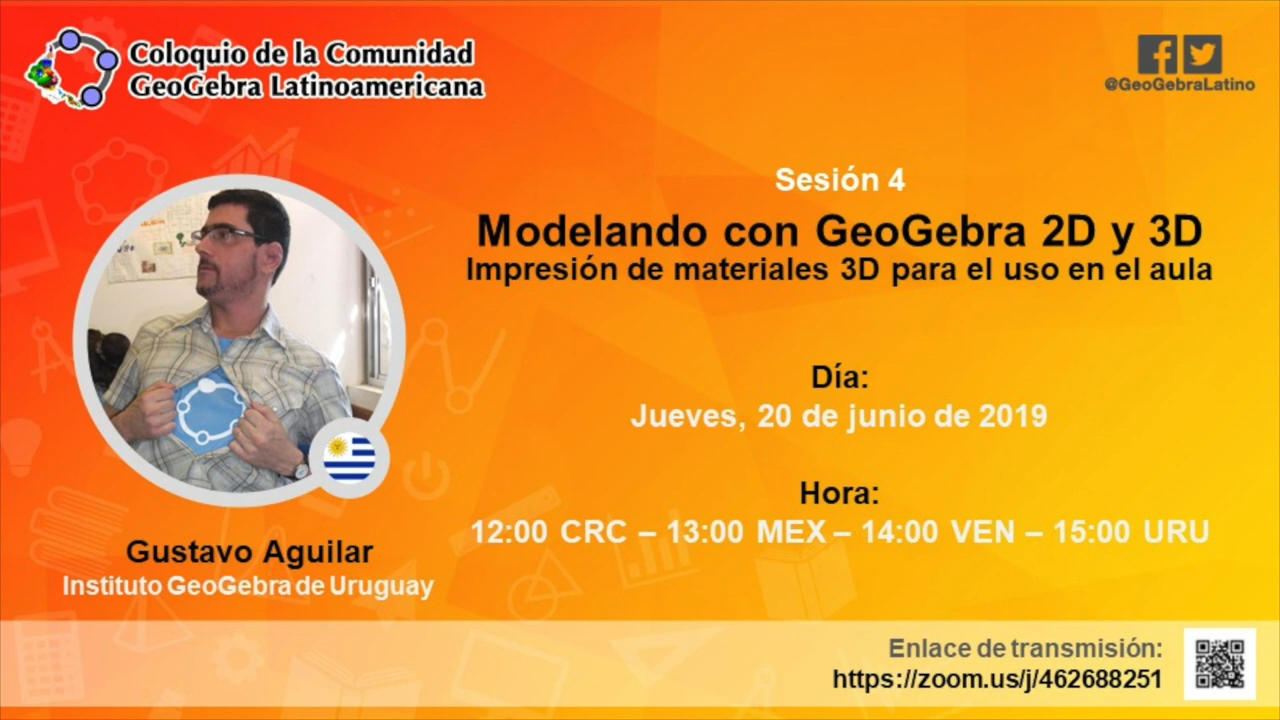 Coloquio de la Comunidad
GeoGebra Latinoamericana
@GeoGebraLatino
Sesión 4
Modelando con GeoGebra 2D y 3D
Impresión de materiales 3D para el uso en el aula
Día:
Jueves, 20 de junio de 2019
Hora:
12:00 CRC – 13:00 MEX – 14:00 VEN – 15:00 URU
Gustavo Aguilar
Instituto GeoGebra de Uruguay
Enlace de transmisión:
https://zoom.us/j/462688251